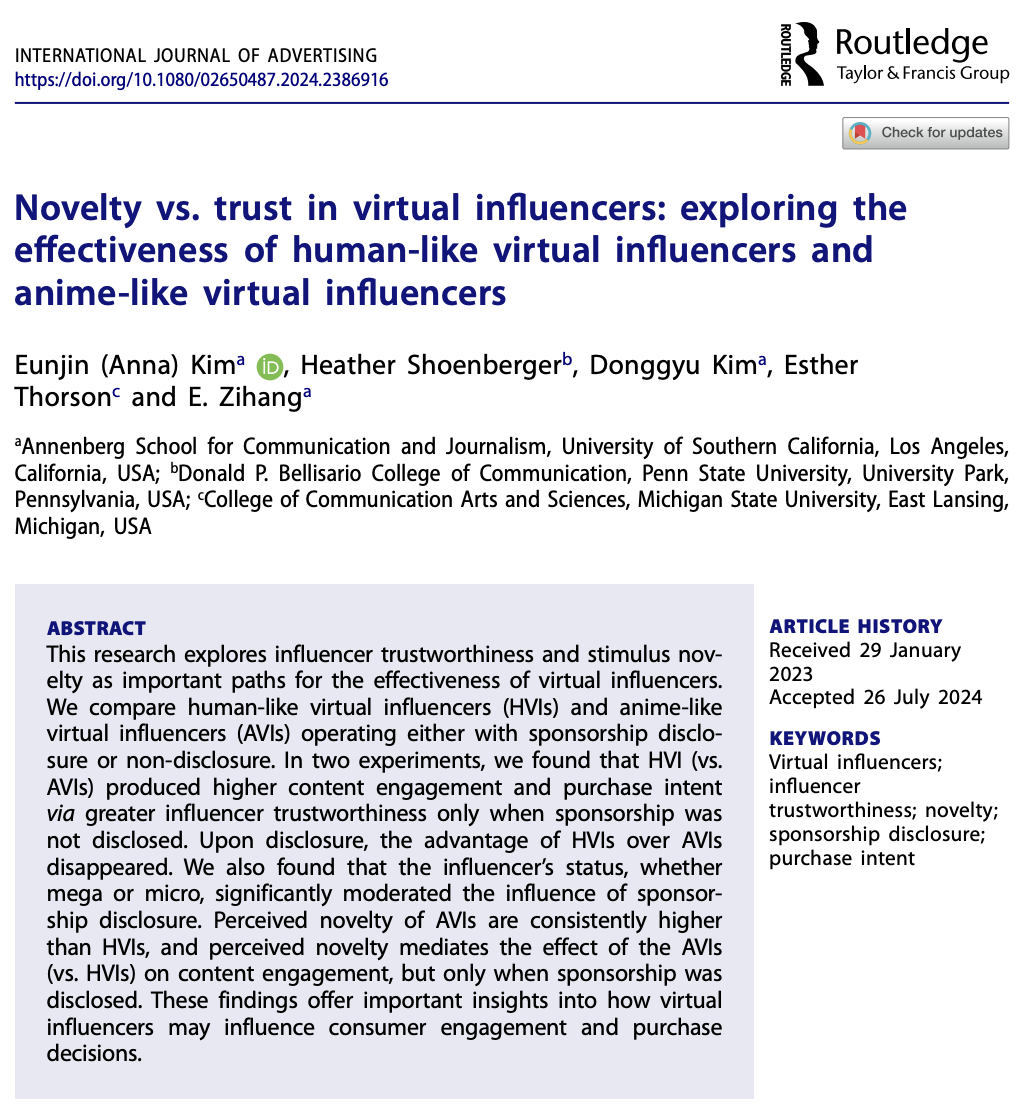 INTERNATIONAL JOURNAL OF ADVERTISING
https://doi.org/10.1080/02650487.2024.2386916
ROUTLEDGE
Routledge
Taylor & Francis Group
Check for updates
Novelty vs. trust in virtual influencers: exploring the
effectiveness of human-like virtual influencers and
anime-like virtual influencers
Eunjin (Anna) Kimᵃ iD, Heather Shoenbergerᵇ, Donggyu Kimᵃ, Esther
Thorsonᶜ and E. Zihangᵃ
ᵃAnnenberg School for Communication and Journalism, University of Southern California, Los Angeles,
California, USA; ᵇDonald P. Bellisario College of Communication, Penn State University, University Park,
Pennsylvania, USA; ᶜCollege of Communication Arts and Sciences, Michigan State University, East Lansing,
Michigan, USA
ABSTRACT
This research explores influencer trustworthiness and stimulus nov-
elty as important paths for the effectiveness of virtual influencers.
We compare human-like virtual influencers (HVIs) and anime-like
virtual influencers (AVIs) operating either with sponsorship disclo-
sure or non-disclosure. In two experiments, we found that HVI (vs.
AVIs) produced higher content engagement and purchase intent
via greater influencer trustworthiness only when sponsorship was
not disclosed. Upon disclosure, the advantage of HVIs over AVIs
disappeared. We also found that the influencer's status, whether
mega or micro, significantly moderated the influence of sponsor-
ship disclosure. Perceived novelty of AVIs are consistently higher
than HVIs, and perceived novelty mediates the effect of the AVIs
(vs. HVIs) on content engagement, but only when sponsorship was
disclosed. These findings offer important insights into how virtual
influencers may influence consumer engagement and purchase
decisions.
ARTICLE HISTORY
Received 29 January
2023
Accepted 26 July 2024
KEYWORDS
Virtual influencers;
influencer
trustworthiness; novelty;
sponsorship disclosure;
purchase intent